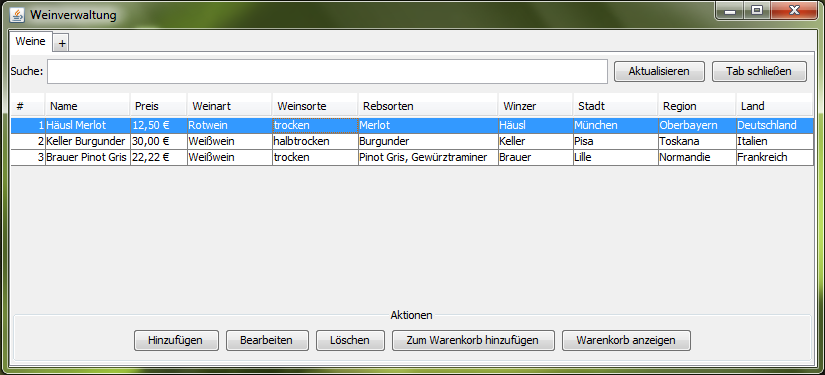 Weinverwaltung
Weine +
Suche: Aktualisieren Tab schließen
# Name Preis Weinart Weinsorte Rebsorten Winzer Stadt Region Land
1 Häusl Merlot 12,50 € Rotwein trocken Merlot Häusl München Oberbayern Deutschland
2 Keller Burgunder 30,00 € Weißwein halbtrocken Burgunder Keller Pisa Toskana Italien
3 Brauer Pinot Gris 22,22 € Weißwein trocken Pinot Gris, Gewürztraminer Brauer Lille Normandie Frankreich
Aktionen
Hinzufügen Bearbeiten Löschen Zum Warenkorb hinzufügen Warenkorb anzeigen